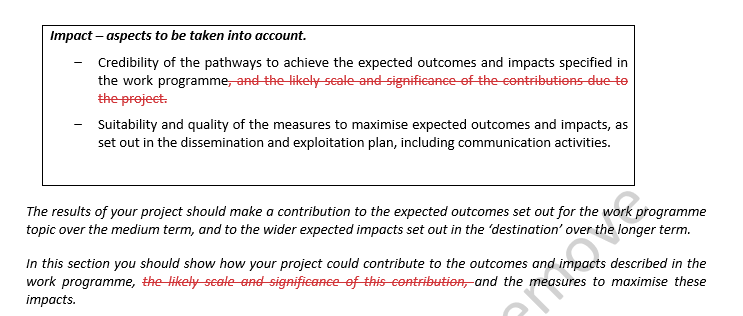 Impact – aspects to be taken into account.
– Credibility of the pathways to achieve the expected outcomes and impacts specified in
the work programme, and the likely scale and significance of the contributions due to
the project.
– Suitability and quality of the measures to maximise expected outcomes and impacts, as
set out in the dissemination and exploitation plan, including communication activities.
The results of your project should make a contribution to the expected outcomes set out for the work programme
topic over the medium term, and to the wider expected impacts set out in the ‘destination’ over the longer term.
In this section you should show how your project could contribute to the outcomes and impacts described in the
work programme, the likely scale and significance of this contribution, and the measures to maximise these
impacts.
emove